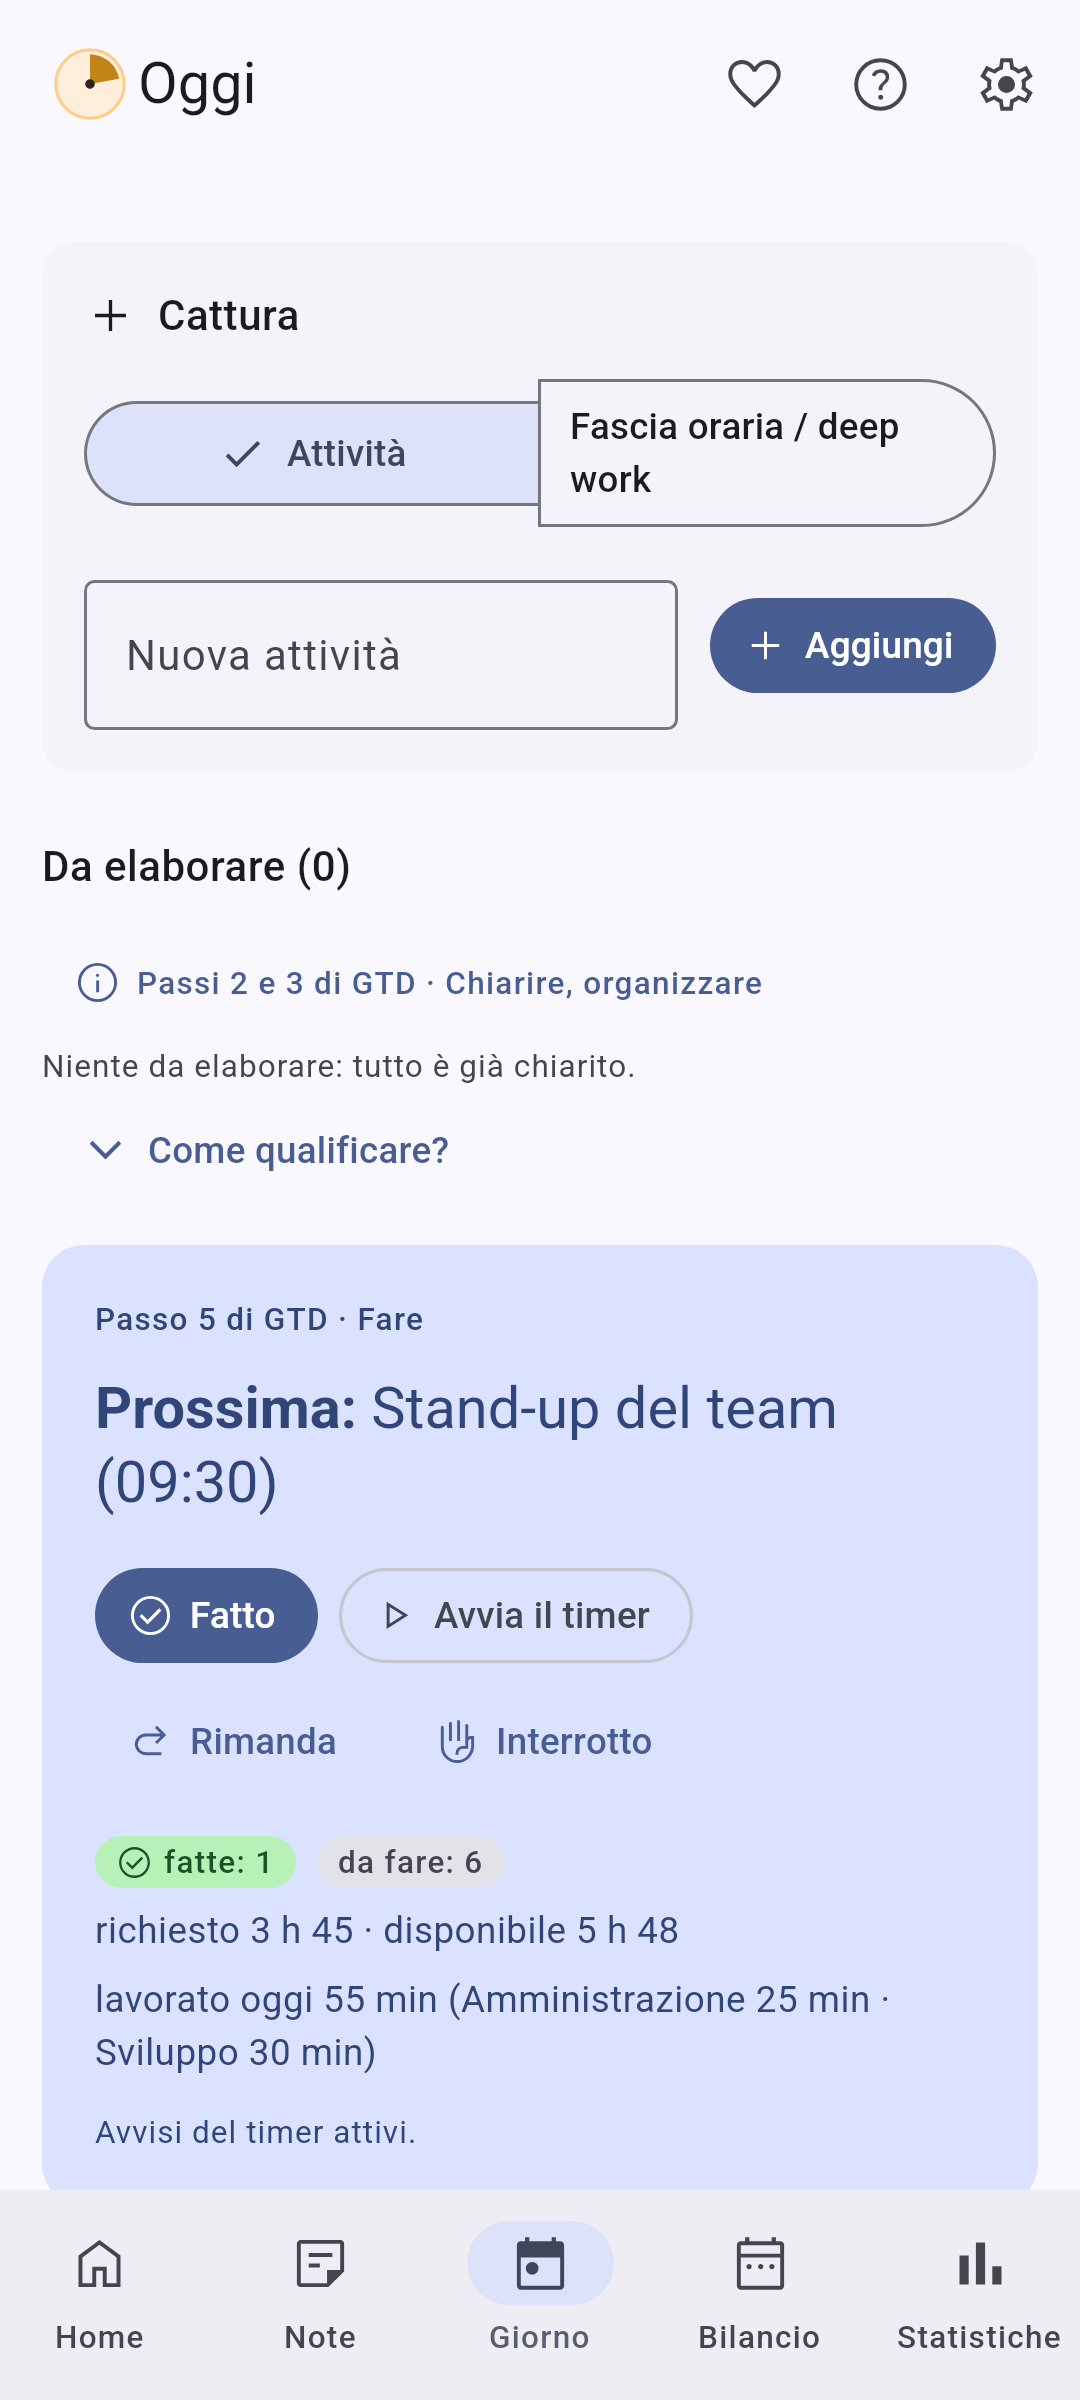 Oggi
Cattura
Attività
Fascia oraria / deep
work
Nuova attività
Aggiungi
Da elaborare (0)
Passi 2 e 3 di GTD · Chiarire, organizzare
Niente da elaborare: tutto è già chiarito.
Come qualificare?
Passo 5 di GTD · Fare
Prossima: Stand-up del team
(09:30)
Fatto
Avvia il timer
Rimanda
Interrotto
fatte: 1
da fare: 6
richiesto 3 h 45 · disponibile 5 h 48
lavorato oggi 55 min (Amministrazione 25 min ·
Sviluppo 30 min)
Avvisi del timer attivi.
Home
Note
Giorno
Bilancio
Statistiche